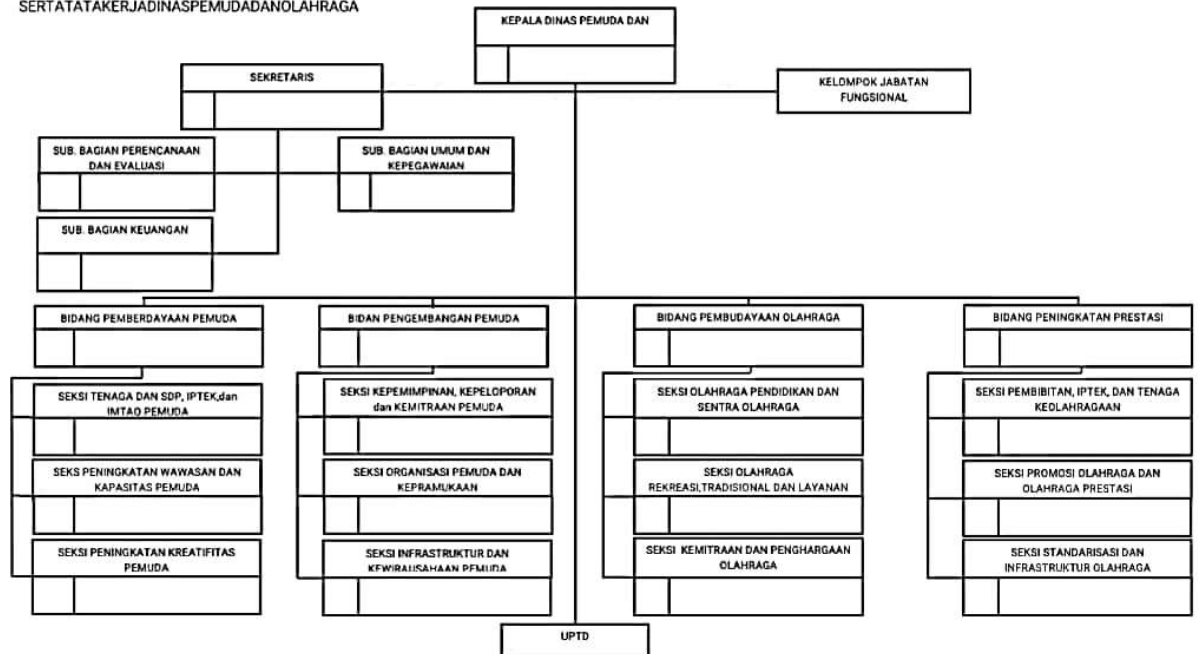 SERTATATAKERJADINASPEMUDADANOLAHRAGA
KEPALA DINAS PEMUDA DAN
SEKRETARIS
KELOMPOK JABATAN
FUNGSIONAL
SUB. BAGIAN PERENCANAAN
DAN EVALUASI
SUB. BAGIAN UMUM DAN
KEPEGAWAIAN
SUB. BAGIAN KEUANGAN
BIDANG PEMBERDAYAAN PEMUDA
BIDAN PENGEMBANGAN PEMUDA
BIDANG PEMBUDAYAAN OLAHRAGA
BIDANG PENINGKATAN PRESTASI
SEKSI TENAGA DAN SDP, IPTEK,dan
IMTAQ PEMUDA
SEKSI KEPEMIMPINAN, KEPELOPORAN
dan KEMITRAAN PEMUDA
SEKSI OLAHRAGA PENDIDIKAN DAN
SENTRA OLAHRAGA
SEKSI PEMBIBITAN, IPTEK, DAN TENAGA
KEOLAHRAGAAN
SEKS PENINGKATAN WAWASAN DAN
KAPASITAS PEMUDA
SEKSI ORGANISASI PEMUDA DAN
KEPRAMUKAAN
SEKSI OLAHRAGA
REKREASI,TRADISIONAL DAN LAYANAN
SEKSI PROMOSI OLAHRAGA DAN
OLAHRAGA PRESTASI
SEKSI PENINGKATAN KREATIFITAS
PEMUDA
SEKSI INFRASTRUKTUR DAN
KEWIRAUSAHAAN PEMUDA
SEKSI KEMITRAAN DAN PENGHARGAAN
OLAHRAGA
SEKSI STANDARISASI DAN
INFRASTRUKTUR OLAHRAGA
UPTD